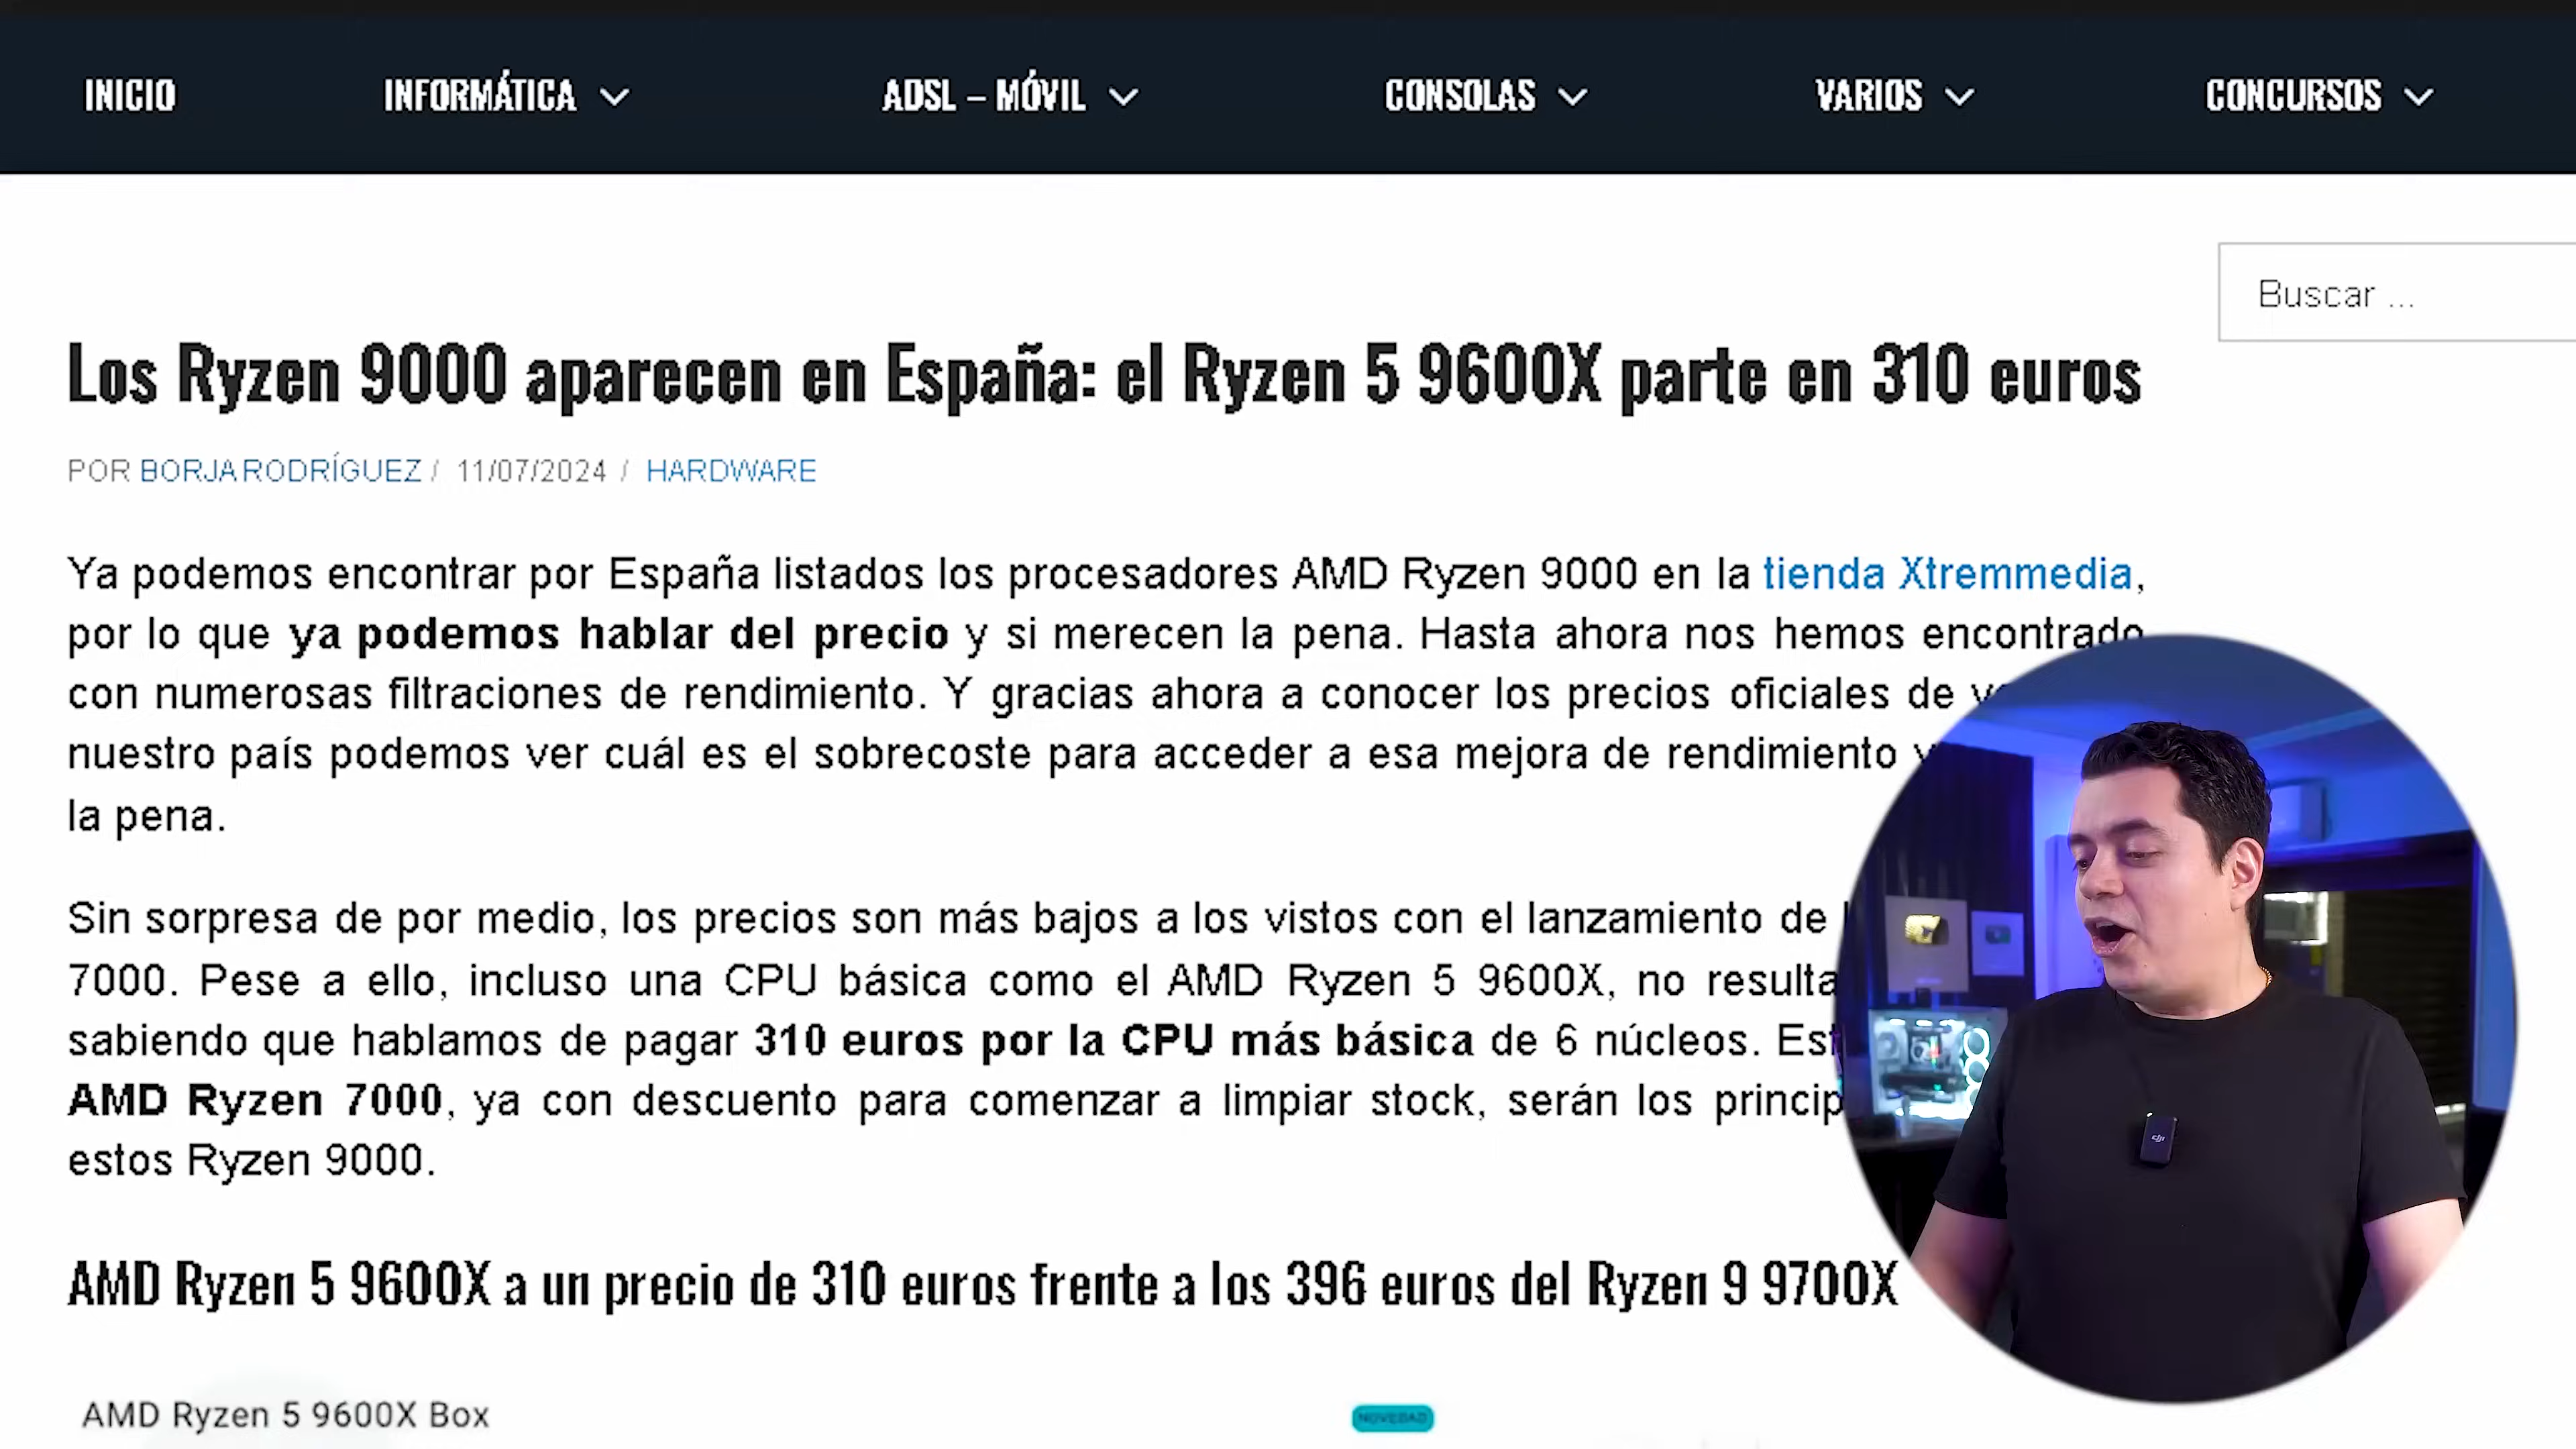 INICIO INFORMÁTICA ADSL – MÓVIL CONSOLAS VARIOS CONCURSOS
Buscar ...
Los Ryzen 9000 aparecen en España: el Ryzen 5 9600X parte en 310 euros
POR BORJA RODRÍGUEZ / 11/07/2024 / HARDWARE
Ya podemos encontrar por España listados los procesadores AMD Ryzen 9000 en la tienda Xtremmedia,
por lo que ya podemos hablar del precio y si merecen la pena. Hasta ahora nos hemos encontrado
con numerosas filtraciones de rendimiento. Y gracias ahora a conocer los precios oficiales de
nuestro país podemos ver cuál es el sobrecoste para acceder a esa mejora de rendimiento
la pena.
Sin sorpresa de por medio, los precios son más bajos a los vistos con el lanzamiento de
7000. Pese a ello, incluso una CPU básica como el AMD Ryzen 5 9600X, no resulta
sabiendo que hablamos de pagar 310 euros por la CPU más básica de 6 núcleos.
AMD Ryzen 7000, ya con descuento para comenzar a limpiar stock, serán los
estos Ryzen 9000.
AMD Ryzen 5 9600X a un precio de 310 euros frente a los 396 euros del Ryzen 9 9700X
AMD Ryzen 5 9600X Box
NOVEDAD
dji